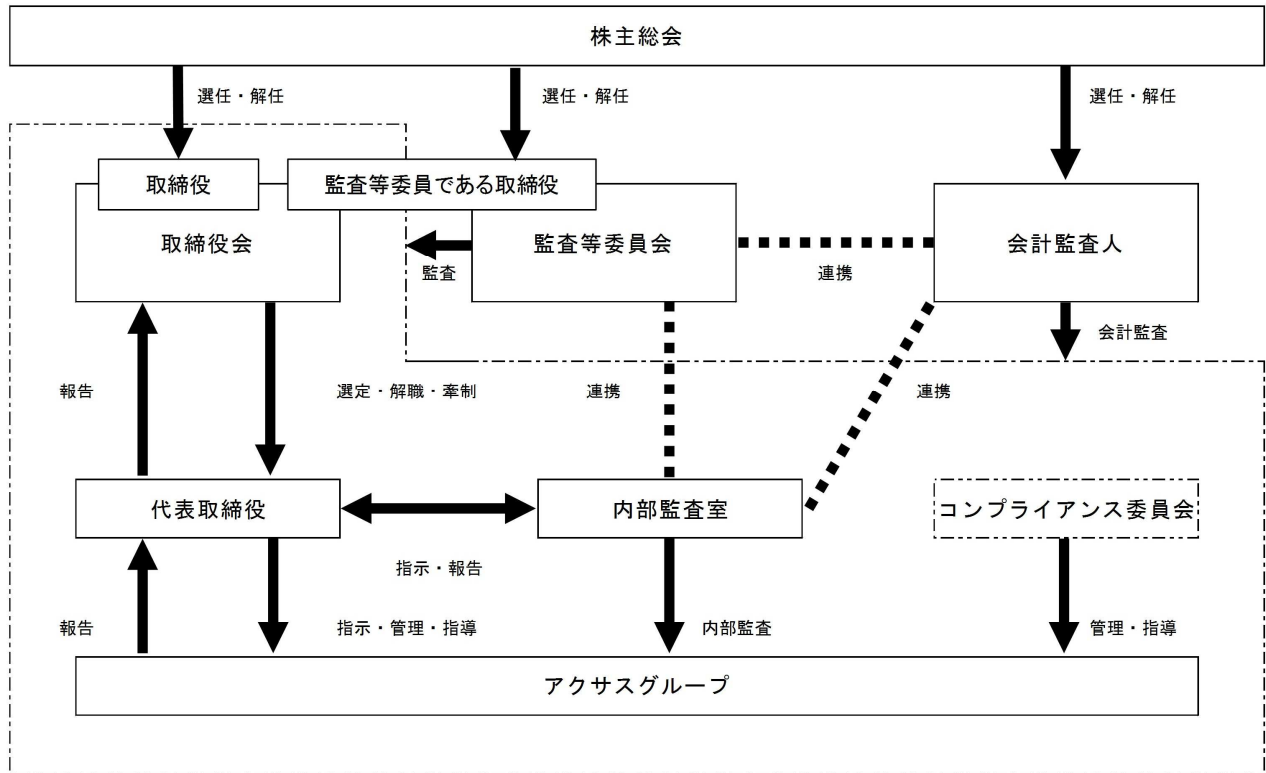 株主総会
選任・解任
選任・解任
選任・解任
取締役
監査等委員である取締役
取締役会
監査等委員会
会計監査人
監査
連携
会計監査
報告
選定・解職・牽制
連携
連携
代表取締役
内部監査室
コンプライアンス委員会
指示・報告
報告
指示・管理・指導
内部監査
管理・指導
アクサスグループ